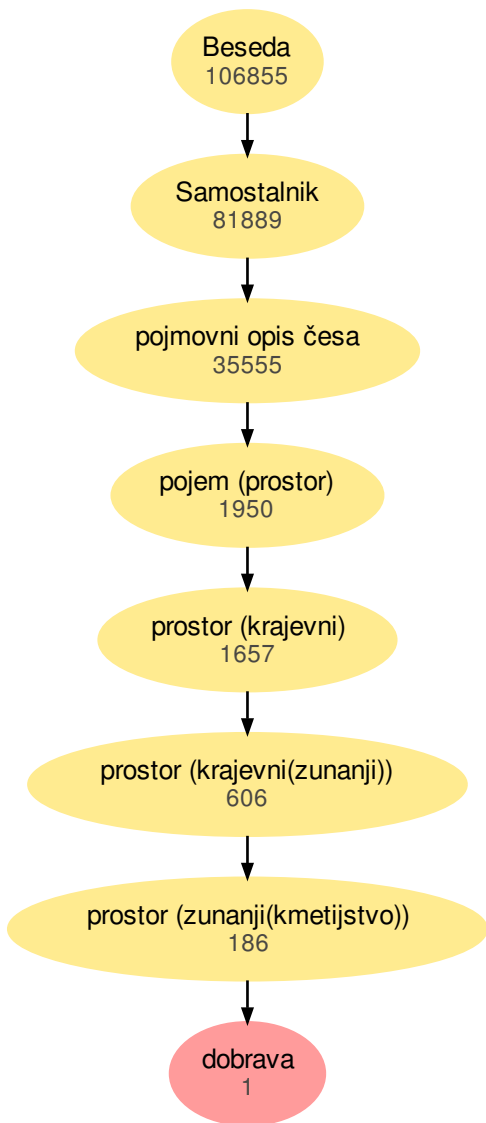 Beseda
106855
Samostalnik
81889
pojmovni opis česa
35555
pojem (prostor)
1950
prostor (krajevni)
1657
prostor (krajevni(zunanji))
606
prostor (zunanji(kmetijstvo))
186
dobrava
1